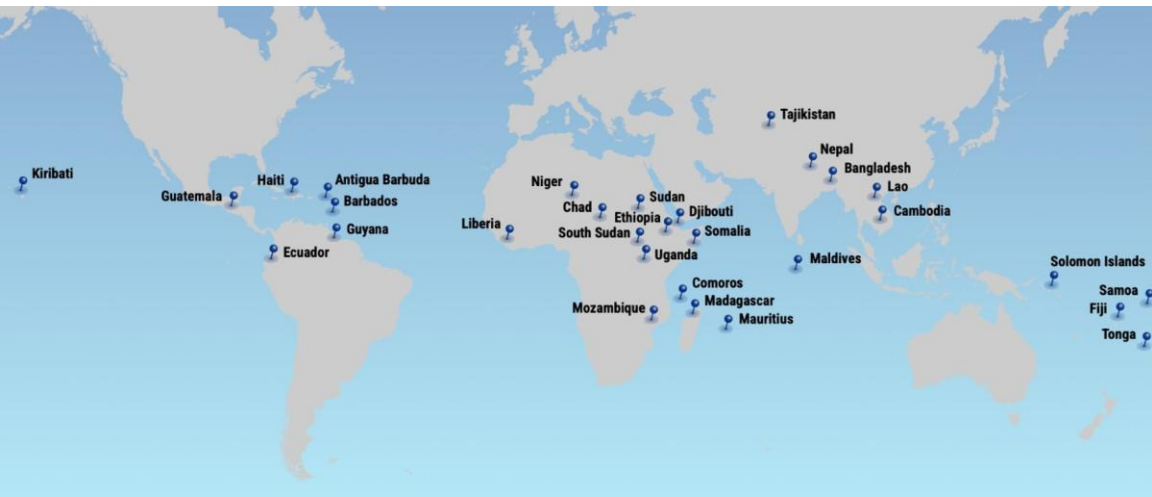 Tajikistan
Nepal
Bangladesh
Kiribati
Haiti
Antigua Barbuda
Niger
Lao
Guatemala
Barbados
Sudan
Chad
Djibouti
Cambodia
Ethiopia
Liberia
Guyana
South Sudan
Somalia
Ecuador
Uganda
Maldives
Solomon Islands
Comoros
Samoa
Madagascar
Mozambique
Fiji
Mauritius
Tonga